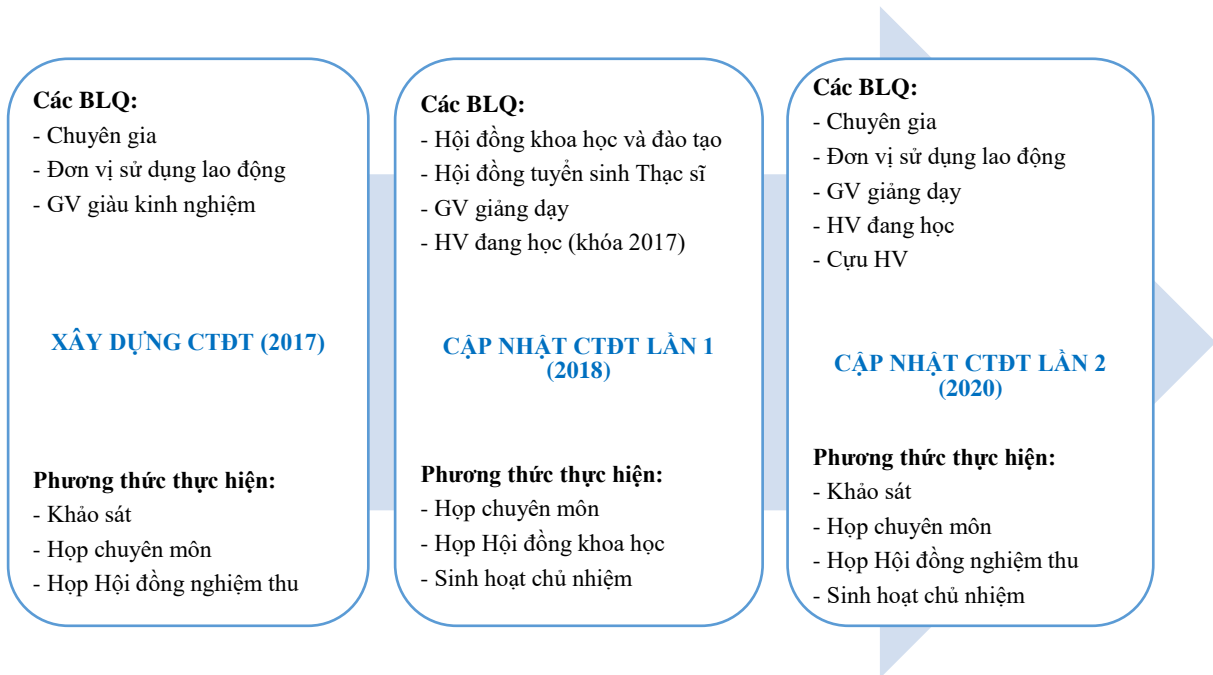 Các BLQ:
- Chuyên gia
- Đơn vị sử dụng lao động
- GV giàu kinh nghiệm
XÂY DỰNG CTĐT (2017)
Phương thức thực hiện:
- Khảo sát
- Họp chuyên môn
- Họp Hội đồng nghiệm thu
Các BLQ:
- Hội đồng khoa học và đào tạo
- Hội đồng tuyển sinh Thạc sĩ
- GV giảng dạy
- HV đang học (khóa 2017)
CẬP NHẬT CTĐT LẦN 1
(2018)
Phương thức thực hiện:
- Họp chuyên môn
- Họp Hội đồng khoa học
- Sinh hoạt chủ nhiệm
Các BLQ:
- Chuyên gia
- Đơn vị sử dụng lao động
- GV giảng dạy
- HV đang học
- Cựu HV
CẬP NHẬT CTĐT LẦN 2
(2020)
Phương thức thực hiện:
- Khảo sát
- Họp chuyên môn
- Họp Hội đồng nghiệm thu
- Sinh hoạt chủ nhiệm